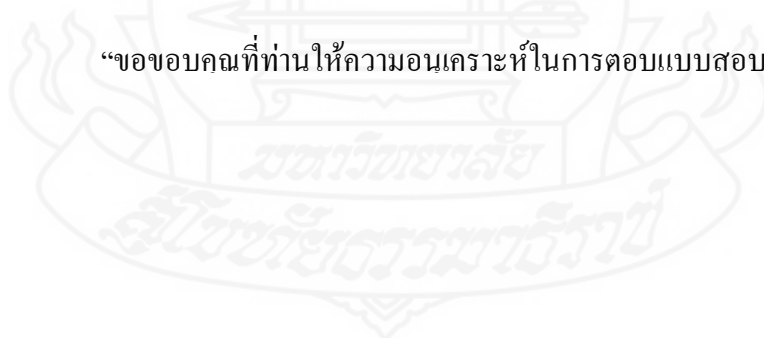 “ขอขอบคุณที่ท่านให้ความอนุเคราะห์ในการตอบแบบสอบ
มหาวิทยาลัย
สุโขทัยธรรมาธิราช